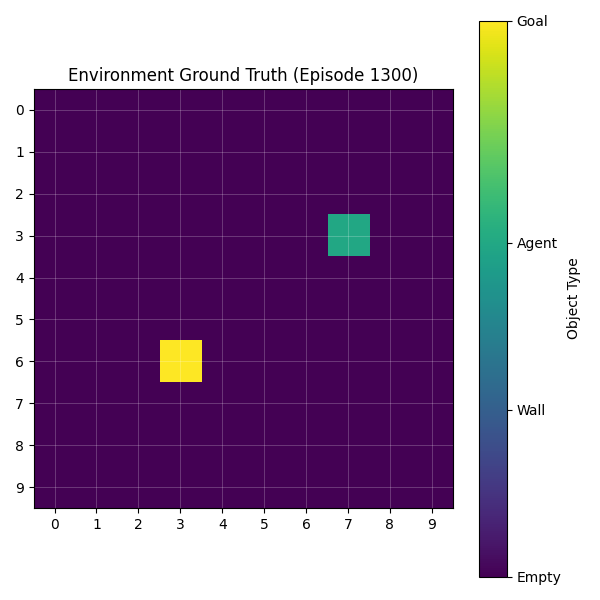 Environment Ground Truth (Episode 1300)
0
1
2
3
4
5
6
7
8
9
0 1 2 3 4 5 6 7 8 9
Goal
Agent
Wall
Empty
Object Type